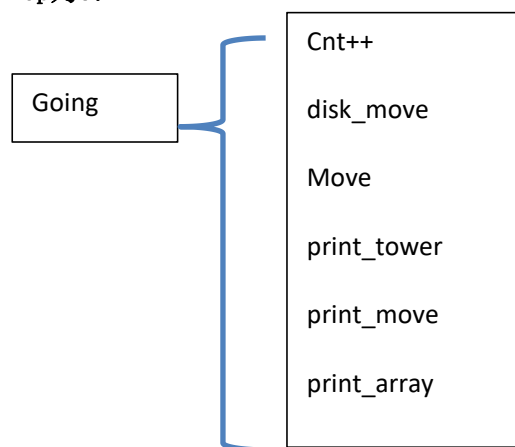 Going
Cnt++
disk_move
Move
print_tower
print_move
print_array